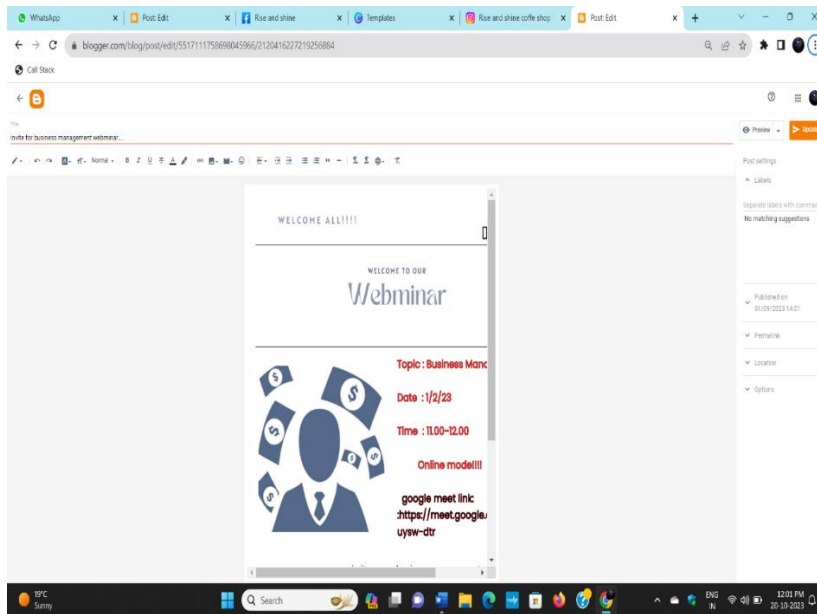 WhatsApp
Post: Edit
Rise and shine
Templates
Rise and shine coffe shop
Post: Edit
blogger.com/blog/post/edit/5517111758698045966/2120416227219256884
Call Stack
Title
invite for business management webminar...
Preview
Update
Normal
Post settings
Labels
Separate labels with commas
No matching suggestions
Published on
01/09/2023 14:01
Permalink
Location
Options
WELCOME ALL!!!!
WELCOME TO OUR
Webminar
Topic : Business Mana
Date : 1/2/23
Time : 11.00-12.00
Online mode!!!!
google meet link:
:https://meet.google.
uysw-dtr
19°C
Sunny
Search
ENG
IN
12:01 PM
20-10-2023